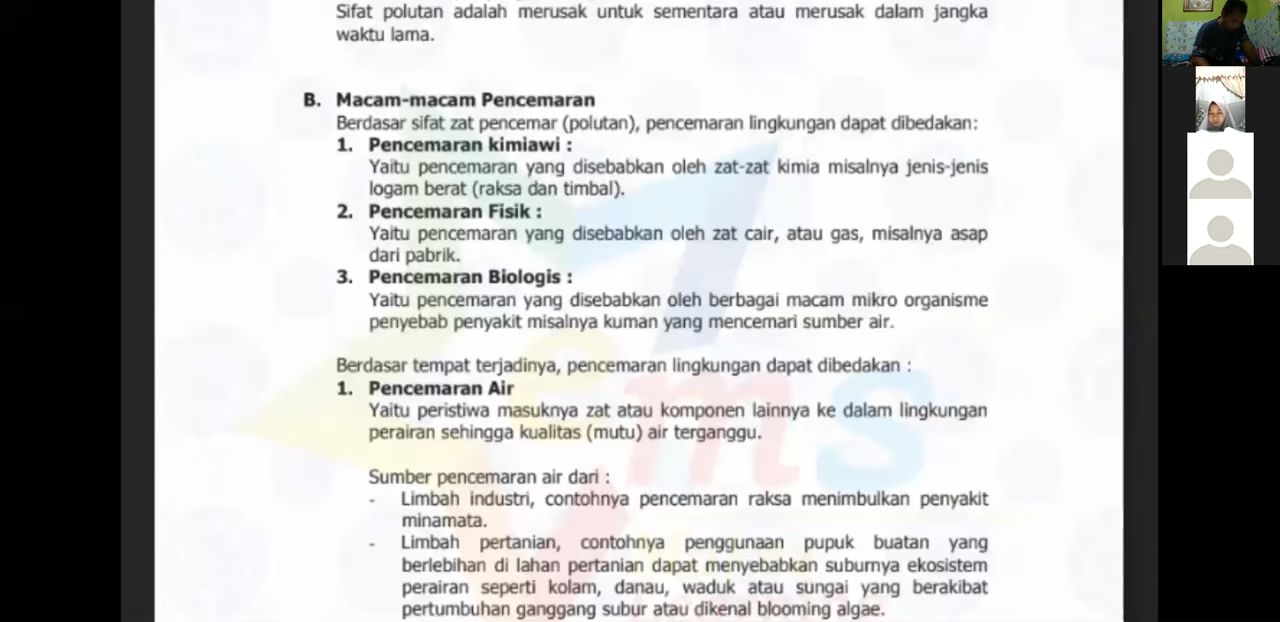 Sifat polutan adalah merusak untuk sementara atau merusak dalam jangka
waktu lama.
B. Macam-macam Pencemaran
Berdasar sifat zat pencemar (polutan), pencemaran lingkungan dapat dibedakan:
1. Pencemaran kimiawi :
Yaitu pencemaran yang disebabkan oleh zat-zat kimia misalnya jenis-jenis
logam berat (raksa dan timbal).
2. Pencemaran Fisik :
Yaitu pencemaran yang disebabkan oleh zat cair, atau gas, misalnya asap
dari pabrik.
3. Pencemaran Biologis :
Yaitu pencemaran yang disebabkan oleh berbagai macam mikro organisme
penyebab penyakit misalnya kuman yang mencemari sumber air.
Berdasar tempat terjadinya, pencemaran lingkungan dapat dibedakan :
1. Pencemaran Air
Yaitu peristiwa masuknya zat atau komponen lainnya ke dalam lingkungan
perairan sehingga kualitas (mutu) air terganggu.
Sumber pencemaran air dari :
- Limbah industri, contohnya pencemaran raksa menimbulkan penyakit
minamata.
- Limbah pertanian, contohnya penggunaan pupuk buatan yang
berlebihan di lahan pertanian dapat menyebabkan suburnya ekosistem
perairan seperti kolam, danau, waduk atau sungai yang berakibat
pertumbuhan ganggang subur atau dikenal blooming algae.
ms